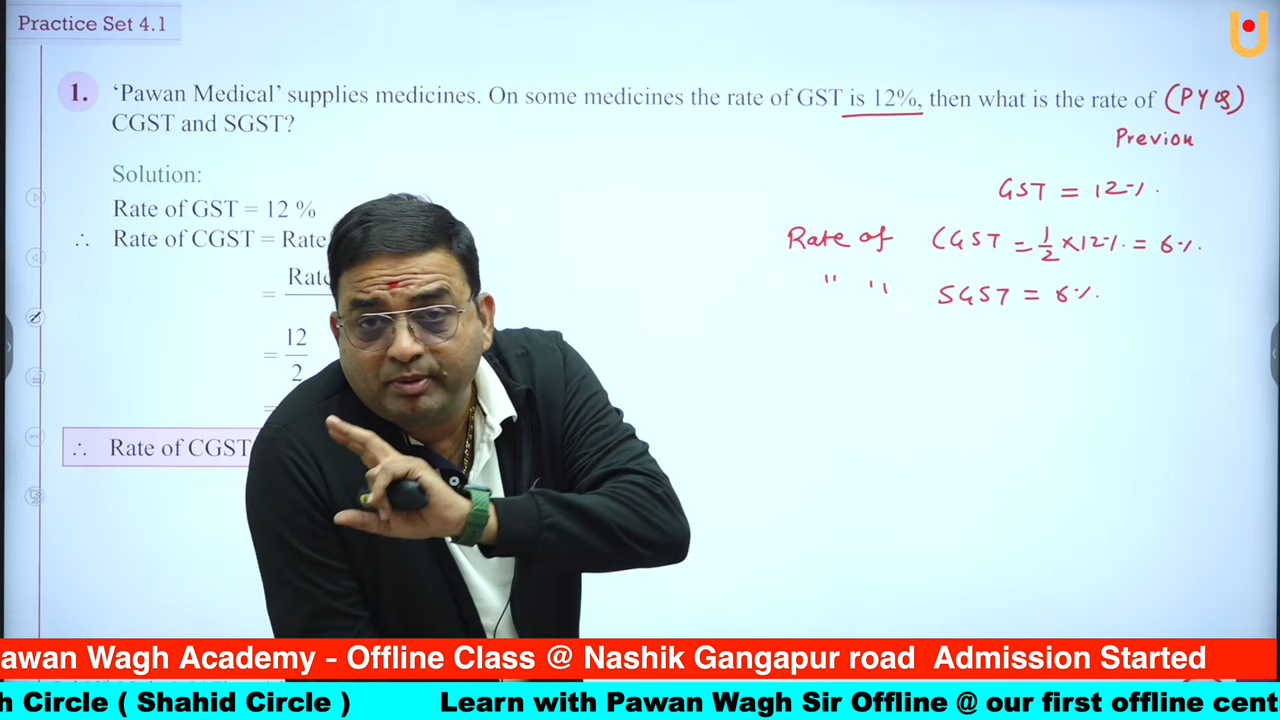 Practice Set 4.1
1. ‘Pawan Medical’ supplies medicines. On some medicines the rate of GST is 12%, then what is the rate of (PYQ)
CGST and SGST?
Previou
Solution:
GST = 12%.
Rate of GST = 12 %
∴ Rate of CGST = Rate
Rate of CGST = 1/2 × 12% = 6%.
= Rate
" " SGST = 6%.
= 12/2
=
∴ Rate of CGST
awan Wagh Academy - Offline Class @ Nashik Gangapur road Admission Started
h Circle ( Shahid Circle ) Learn with Pawan Wagh Sir Offline @ our first offline cent